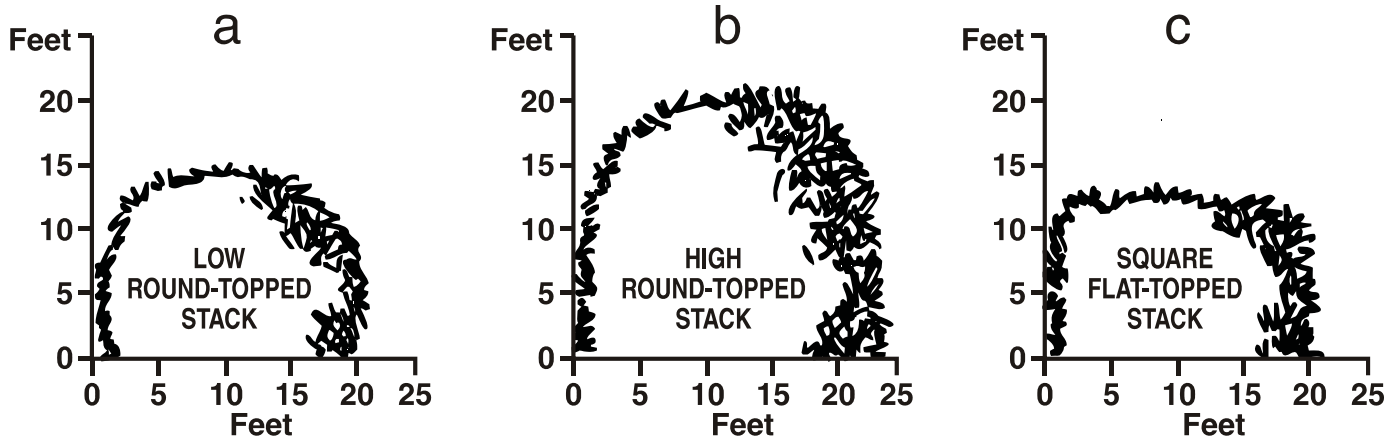 a
Feet
20
15
10
5
0
LOW
ROUND-TOPPED
STACK
0 5 10 15 20 25
Feet
b
Feet
20
15
10
5
0
HIGH
ROUND-TOPPED
STACK
0 5 10 15 20 25
Feet
c
Feet
20
15
10
5
0
SQUARE
FLAT-TOPPED
STACK
0 5 10 15 20 25
Feet